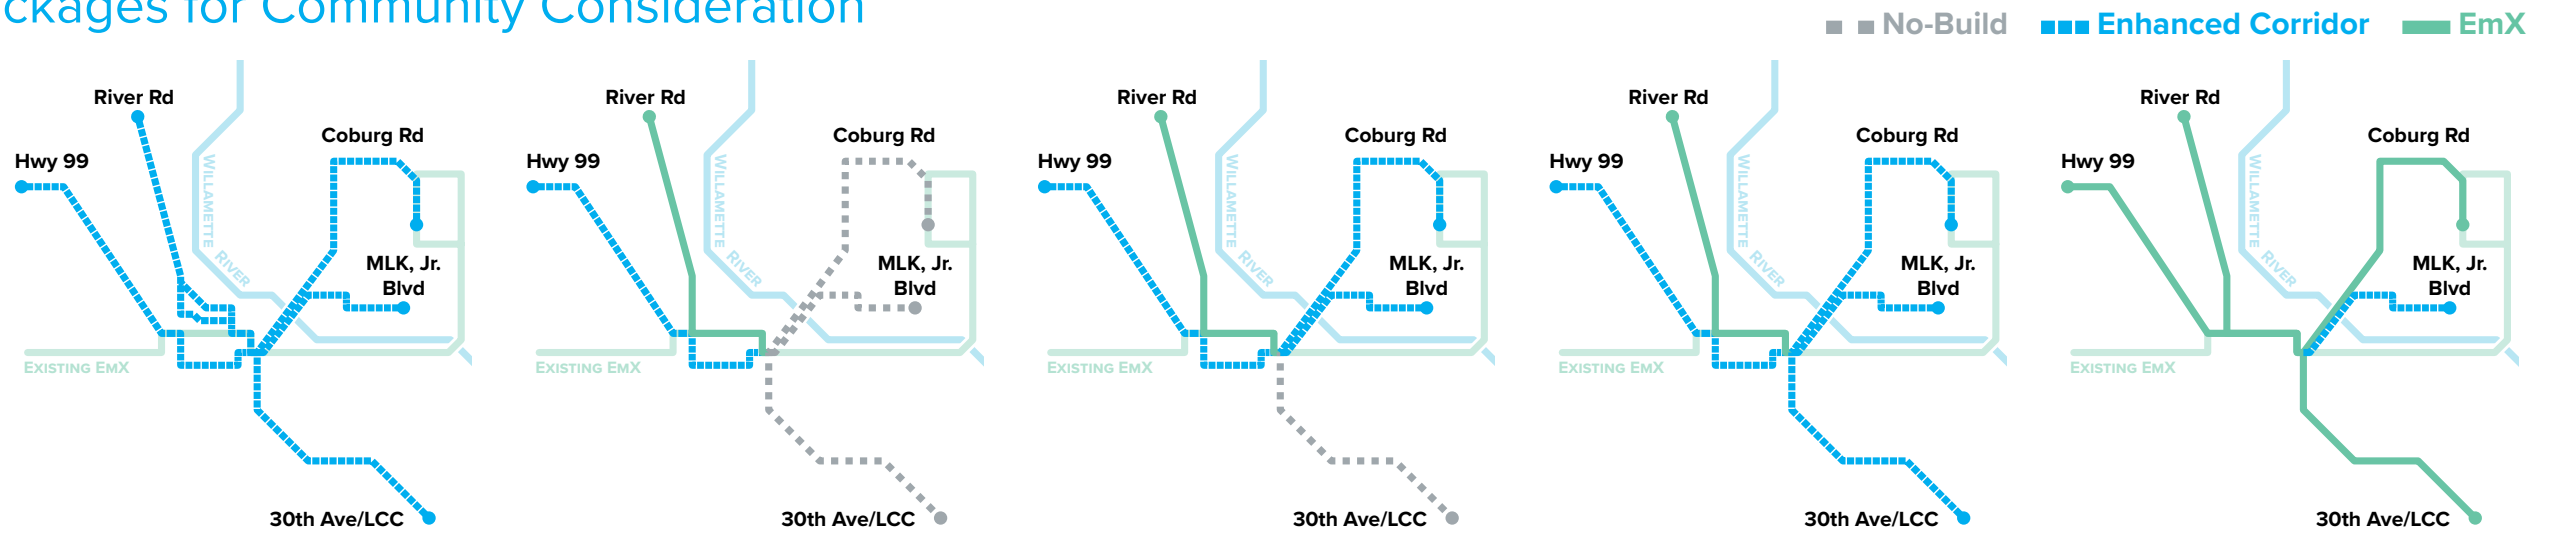 ckages for Community Consideration
No-Build Enhanced Corridor EmX
River Rd
Coburg Rd
Hwy 99
WILLAMETTE
RIVER
MLK, Jr.
Blvd
EXISTING EMX
30th Ave/LCC
River Rd
Coburg Rd
Hwy 99
WILLAMETTE
RIVER
MLK, Jr.
Blvd
EXISTING EMX
30th Ave/LCC
River Rd
Coburg Rd
Hwy 99
WILLAMETTE
RIVER
MLK, Jr.
Blvd
EXISTING EMX
30th Ave/LCC
River Rd
Coburg Rd
Hwy 99
WILLAMETTE
RIVER
MLK, Jr.
Blvd
EXISTING EMX
30th Ave/LCC
River Rd
Coburg Rd
Hwy 99
WILLAMETTE
RIVER
MLK, Jr.
Blvd
EXISTING EMX
30th Ave/LCC